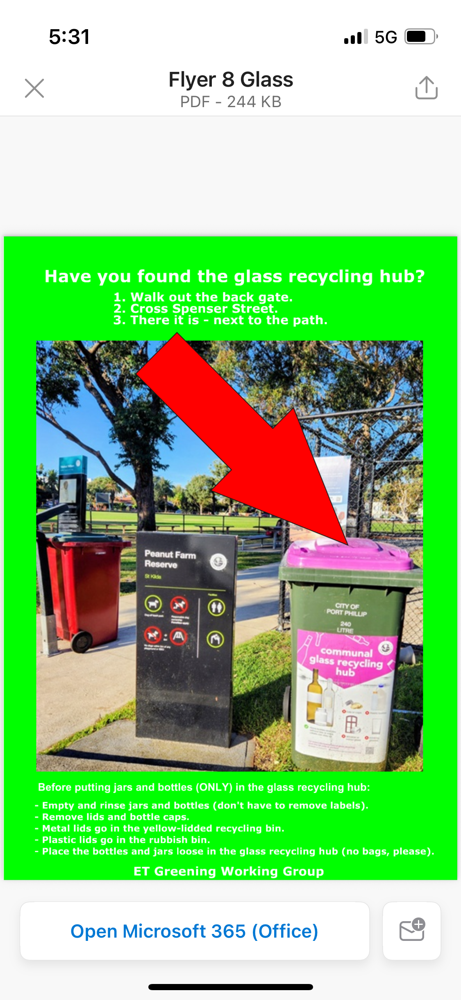 5:31
5G
Flyer 8 Glass
PDF - 244 KB
Have you found the glass recycling hub?
1. Walk out the back gate.
2. Cross Spenser Street.
3. There it is - next to the path.
Peanut Farm
Reserve
St Kilda
Facilities
CITY OF
PORT PHILLIP
240
LITRE
communal
glass recycling
hub
Before putting jars and bottles (ONLY) in the glass recycling hub:
- Empty and rinse jars and bottles (don't have to remove labels).
- Remove lids and bottle caps.
- Metal lids go in the yellow-lidded recycling bin.
- Plastic lids go in the rubbish bin.
- Place the bottles and jars loose in the glass recycling hub (no bags, please).
ET Greening Working Group
Open Microsoft 365 (Office)